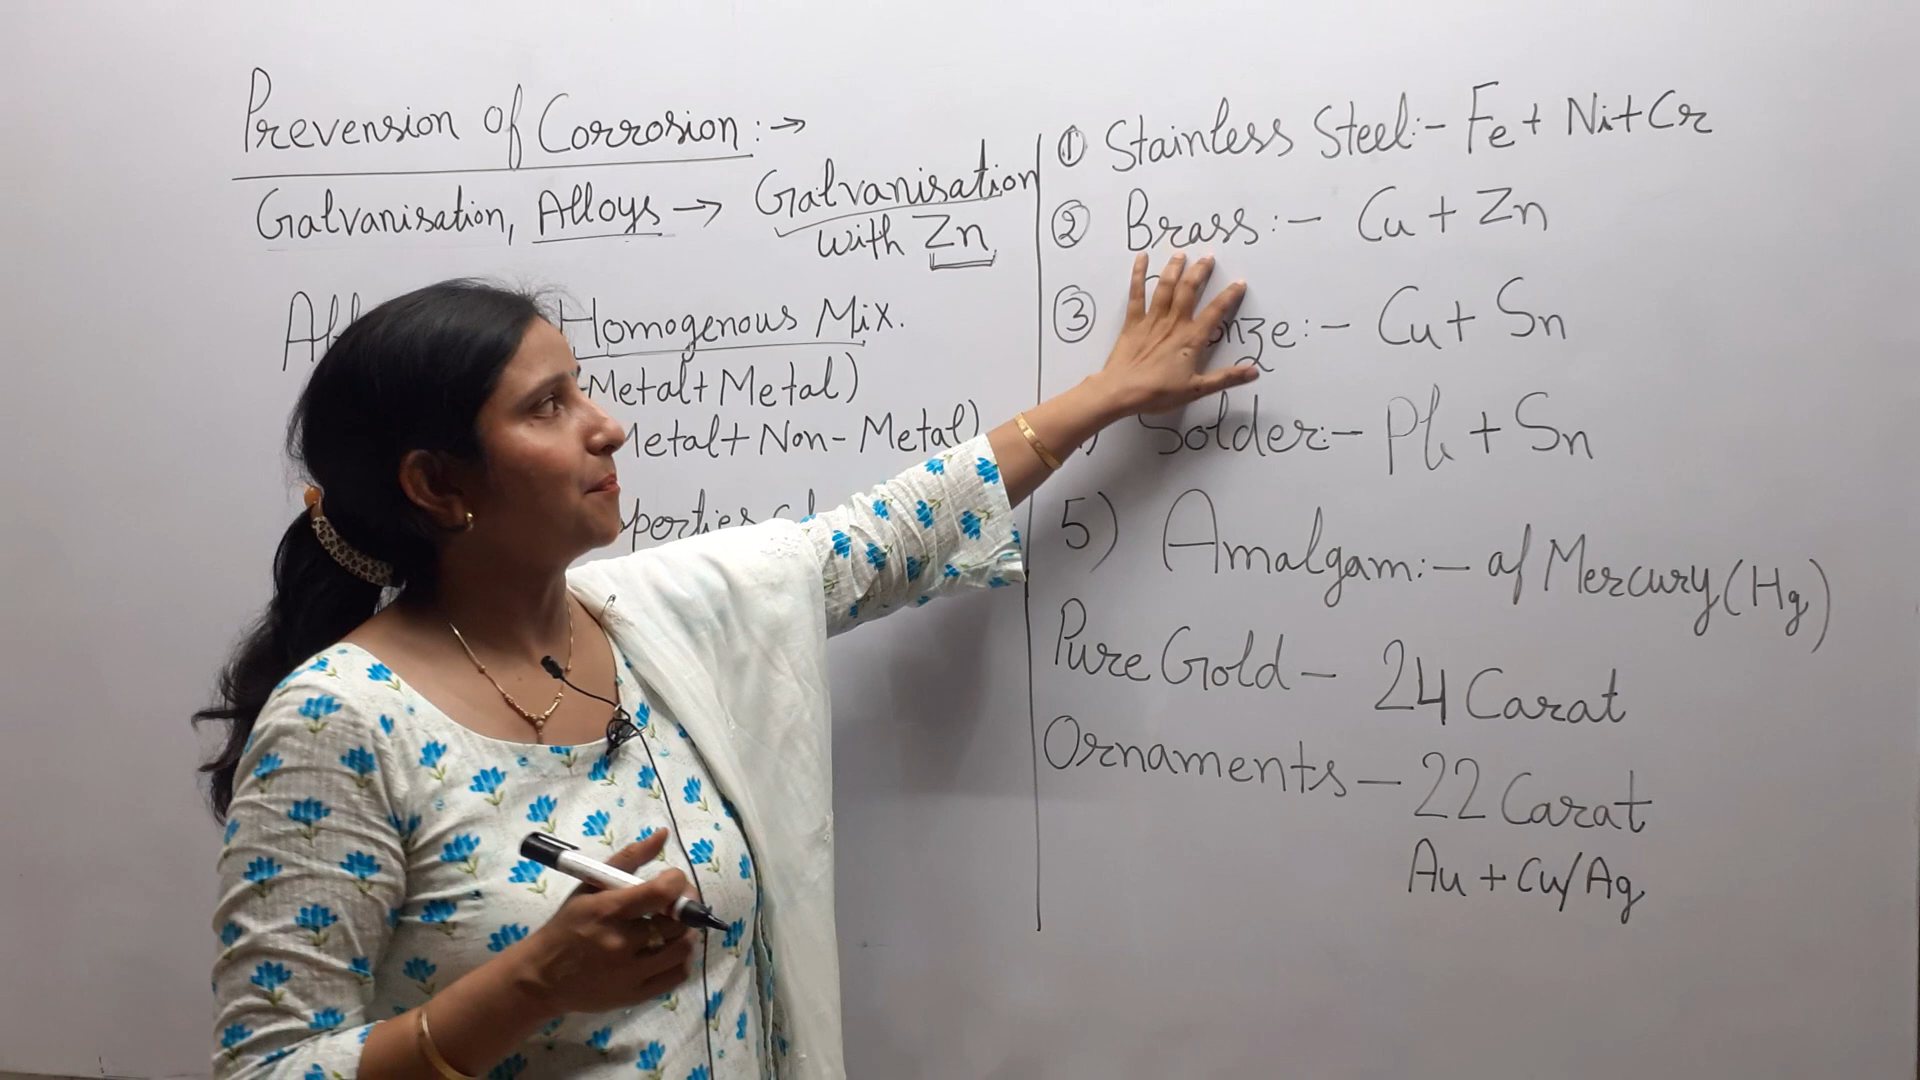 Prevension of Corrosion :→
Galvanisation, Alloys → Galvanisation
with Zn
Homogenous Mix.
Metal + Metal)
Metal + Non-Metal)
① Stainless Steel:- Fe + Ni + Cr
② Brass:- Cu + Zn
③ onze:- Cu + Sn
Solder:- Pb + Sn
5) Amalgam:- of Mercury (Hg)
Pure Gold - 24 Carat
Ornaments - 22 Carat
Au + Cu/Ag